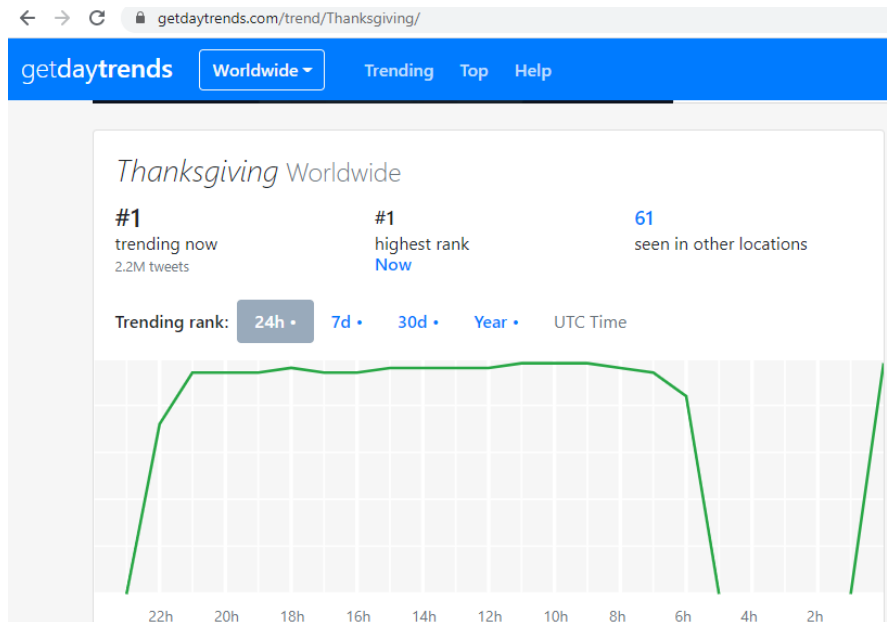 getdaytrends.com/trend/Thanksgiving/
getdaytrends Worldwide Trending Top Help
Thanksgiving Worldwide
#1 #1 61
trending now highest rank seen in other locations
2.2M tweets Now
Trending rank: 24h • 7d • 30d • Year • UTC Time
22h 20h 18h 16h 14h 12h 10h 8h 6h 4h 2h